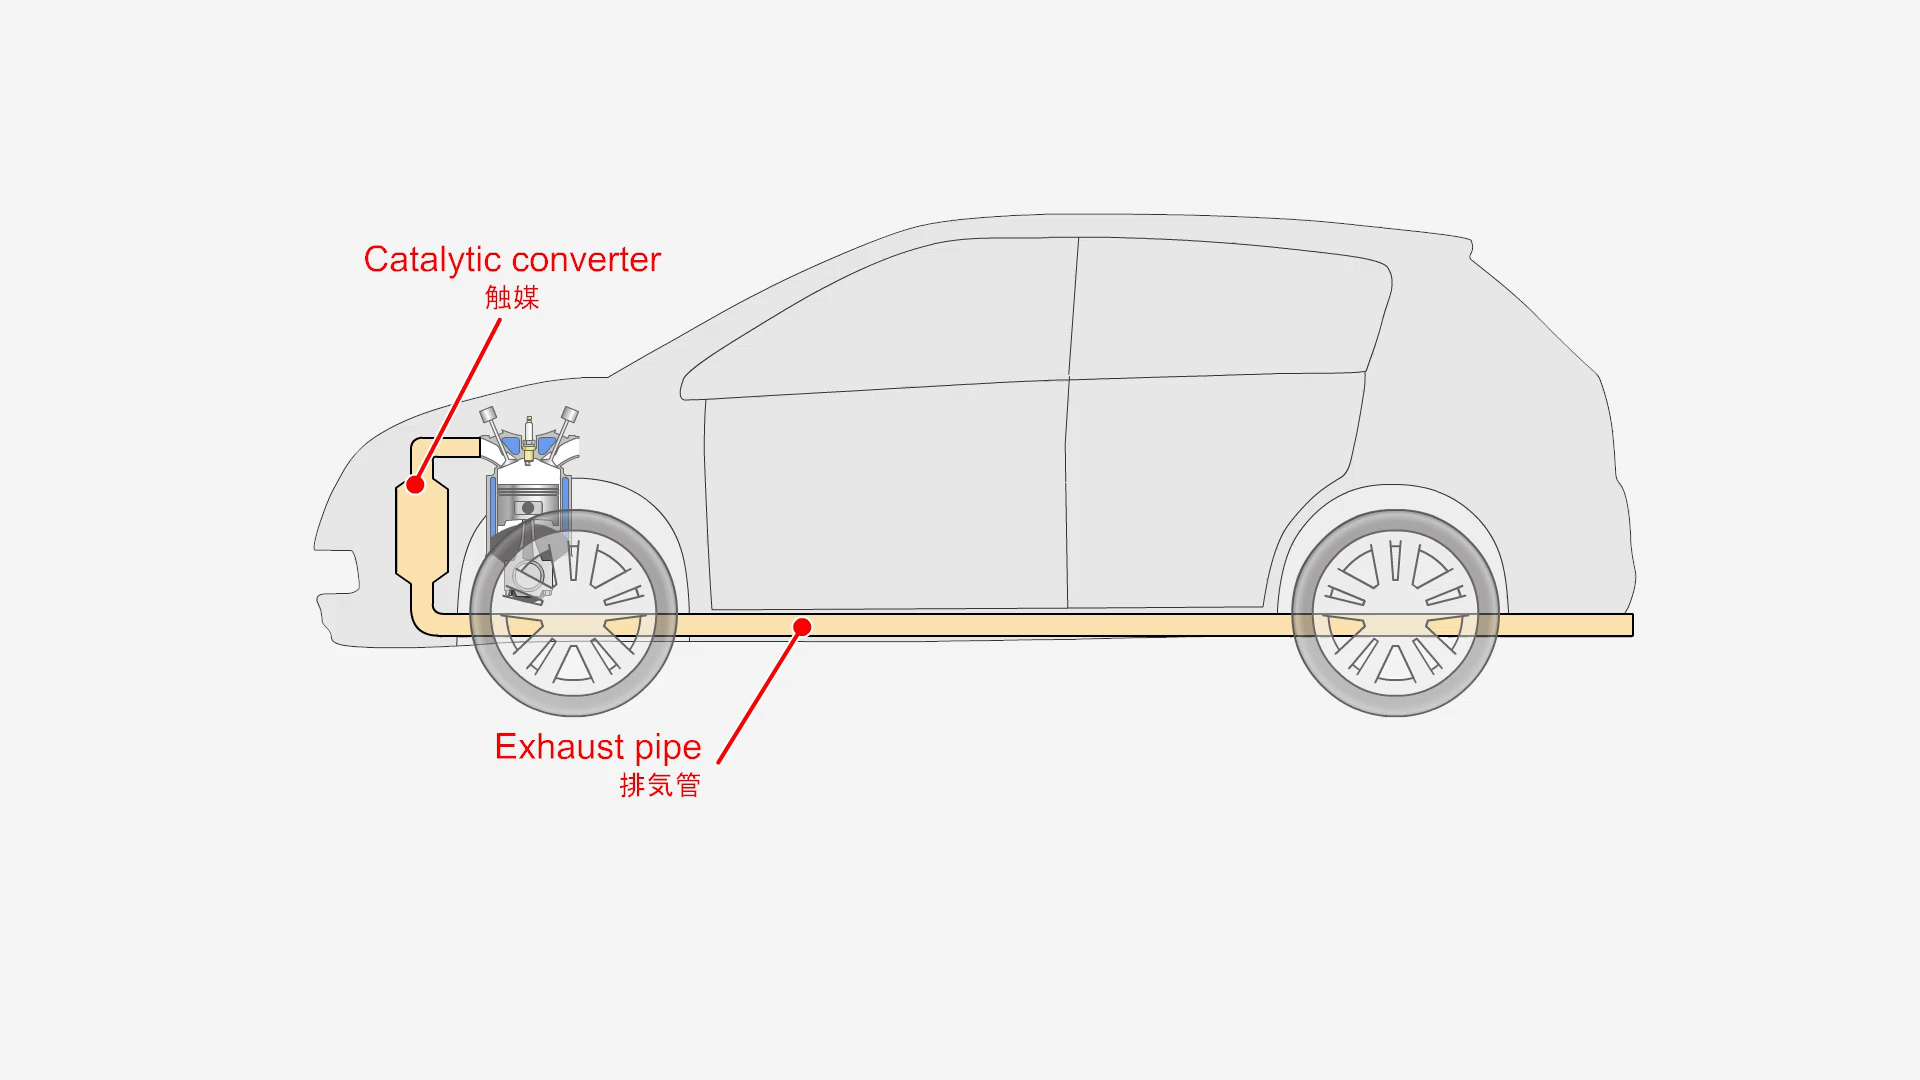 Catalytic converter
触媒
Exhaust pipe
排気管